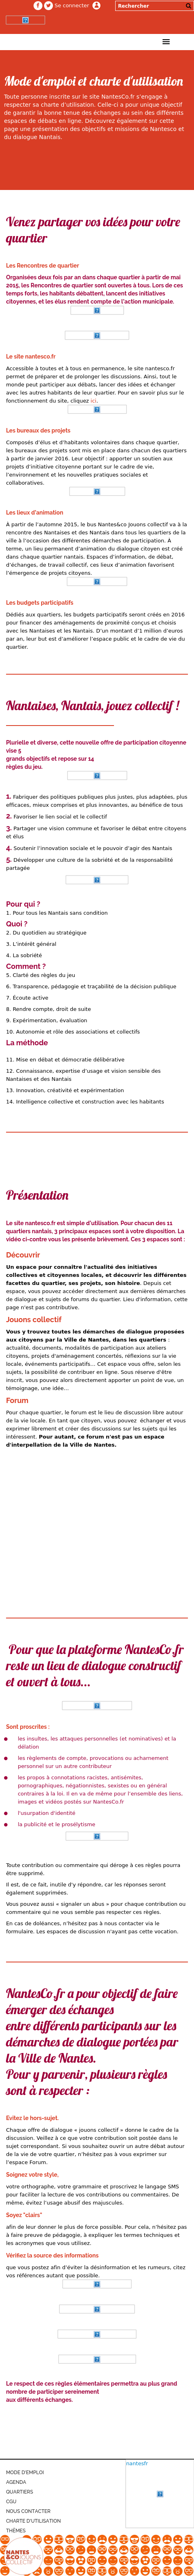 Se connecter
Rechercher
Mode d'emploi et charte d'utilisation
Toute personne inscrite sur le site NantesCo.fr s'engage à
respecter sa charte d'utilisation. Celle-ci a pour unique objectif
de garantir la bonne tenue des échanges au sein des différents
espaces de débats en ligne. Découvrez également sur cette
page une présentation des objectifs et missions de Nantesco et
du dialogue Nantais.
Venez partager vos idées pour votre
quartier
Les Rencontres de quartier
Organisées deux fois par an dans chaque quartier à partir de mai
2015, les Rencontres de quartier sont ouvertes à tous. Lors de ces
temps forts, les habitants débattent, lancent des initiatives
citoyennes, et les élus rendent compte de l'action municipale.
Le site nantesco.fr
Accessible à toutes et à tous en permanence, le site nantesco.fr
permet de préparer et de prolonger les discussions. Ainsi, tout le
monde peut participer aux débats, lancer des idées et échanger
avec les autres habitants de leur quartier. Pour en savoir plus sur le
fonctionnement du site, cliquez ici.
Les bureaux des projets
Composés d'élus et d'habitants volontaires dans chaque quartier,
les bureaux des projets sont mis en place dans chacun des quartiers
à partir de janvier 2016. Leur objectif : apporter un soutien aux
projets d'initiative citoyenne portant sur le cadre de vie,
l'environnement et les nouvelles pratiques sociales et
collaboratives.
Les lieux d'animation
À partir de l'automne 2015, le bus Nantes&co Jouons collectif va à la
rencontre des Nantaises et des Nantais dans tous les quartiers de la
ville à l'occasion des différentes démarches de participation. À
terme, un lieu permanent d'animation du dialogue citoyen est créé
dans chaque quartier nantais. Espaces d'information, de débat,
d'échanges, de travail collectif, ces lieux d'animation favorisent
l'émergence de projets citoyens.
Les budgets participatifs
Dédiés aux quartiers, les budgets participatifs seront créés en 2016
pour financer des aménagements de proximité conçus et choisis
avec les Nantaises et les Nantais. D'un montant d'1 million d'euros
par an, leur but est d'améliorer l'espace public et le cadre de vie du
quartier.
Nantaises, Nantais, jouez collectif !
Plurielle et diverse, cette nouvelle offre de participation citoyenne
vise 5
grands objectifs et repose sur 14
règles du jeu.
1. Fabriquer des politiques publiques plus justes, plus adaptées, plus
efficaces, mieux comprises et plus innovantes, au bénéfice de tous
2. Favoriser le lien social et le collectif
3. Partager une vision commune et favoriser le débat entre citoyens
et élus
4. Soutenir l'innovation sociale et le pouvoir d'agir des Nantais
5. Développer une culture de la sobriété et de la responsabilité
partagée
Pour qui ?
1. Pour tous les Nantais sans condition
Quoi ?
2. Du quotidien au stratégique
3. L'intérêt général
4. La sobriété
Comment ?
5. Clarté des règles du jeu
6. Transparence, pédagogie et traçabilité de la décision publique
7. Écoute active
8. Rendre compte, droit de suite
9. Expérimentation, évaluation
10. Autonomie et rôle des associations et collectifs
La méthode
11. Mise en débat et démocratie délibérative
12. Connaissance, expertise d'usage et vision sensible des
Nantaises et des Nantais
13. Innovation, créativité et expérimentation
14. Intelligence collective et construction avec les habitants
Présentation
Le site nantesco.fr est simple d'utilisation. Pour chacun des 11
quartiers nantais, 3 principaux espaces sont à votre disposition. La
vidéo ci-contre vous les présente brièvement. Ces 3 espaces sont :
Découvrir
Un espace pour connaitre l'actualité des initiatives
collectives et citoyennes locales, et découvrir les différentes
facettes du quartier, ses projets, son histoire. Depuis cet
espace, vous pouvez accéder directement aux dernières démarches
de dialogue et sujets de forum du quartier. Lieu d'information, cette
page n'est pas contributive.
Jouons collectif
Vous y trouvez toutes les démarches de dialogue proposées
aux citoyens par la Ville de Nantes, dans les quartiers :
actualité, documents, modalités de participation aux ateliers
citoyens, projets d'aménagement concertés, réflexions sur la vie
locale, événements participatifs... Cet espace vous offre, selon les
sujets, la possibilité de contribuer en ligne. Sous réserve d'être
inscrit, vous pouvez alors directement apporter un point de vue, un
témoignage, une idée...
Forum
Pour chaque quartier, le forum est le lieu de discussion libre autour
de la vie locale. En tant que citoyen, vous pouvez  chercher et
exprimer librement et créer des discussions sur les sujets qui les
intéressent. Pour autant, ce forum n'est pas un espace
d'interpellation de la Ville de Nantes.
Pour que la plateforme NantesCo.fr
reste un lieu de dialogue constructif
et ouvert à tous...
Sont proscrites :
les insultes, les attaques personnelles (et nominatives) et la
délation
les règlements de compte, provocations ou acharnement
personnel sur un autre contributeur
les propos à connotations racistes, antisémites,
pornographiques, négationnistes, sexistes ou en général
contraires à la loi. Il en va de même pour l'ensemble des liens,
images et vidéos postés sur NantesCo.fr
l'usurpation d'identité
la publicité et le prosélytisme
Toute contribution ou commentaire qui déroge à ces règles pourra
être supprimée.
Il est, de ce fait, inutile d'y répondre, car les réponses seront
également supprimées.
Vous pouvez aussi « signaler un abus » pour chaque contribution ou
commentaire qui ne vous semble pas respecter ces règles.
En cas de doléances, n'hésitez pas à nous contacter via le
formulaire. Les espaces de discussion n'ayant pas cette vocation.
NantesCo.fr a pour objectif de faire
émerger des échanges
entre différents participants sur les
démarches de dialogue portées par
la Ville de Nantes.
Pour y parvenir, plusieurs règles
sont à respecter :
Evitez le hors-sujet.
Chaque offre de dialogue « jouons collectif » donne le cadre de la
discussion. Veillez à ce que votre contribution soit postée dans le
sujet correspondant. Si vous souhaitez ouvrir un autre débat autour
de la vie de votre quartier, n'hésitez pas à vous exprimer dans
l'espace Forum.
Soignez votre style,
votre orthographe, votre grammaire et proscrivez le langage SMS
pour faciliter la lecture de vos contributions ou commentaires. De
même, évitez l'usage abusif des majuscules.
Soyez "clairs"
afin de leur donner le plus de force possible. Pour cela, n'hésitez pas
à faire preuve de pédagogie, à expliquer les termes techniques et
les acronymes que vous utilisez.
Vérifiez la source des informations
que vous postez afin d'éviter la désinformation et les rumeurs, citez
vos références autant que possible.
Le respect de ces règles élémentaires permettra au plus grand
nombre de participer sereinement
aux différents échanges.
MODE D'EMPLOI
AGENDA
QUARTIERS
CGU
NOUS CONTACTER
CHARTE D'UTILISATION
THÈMES
nantesfr
NANTES
&CO JOUONS
COLLECTIF